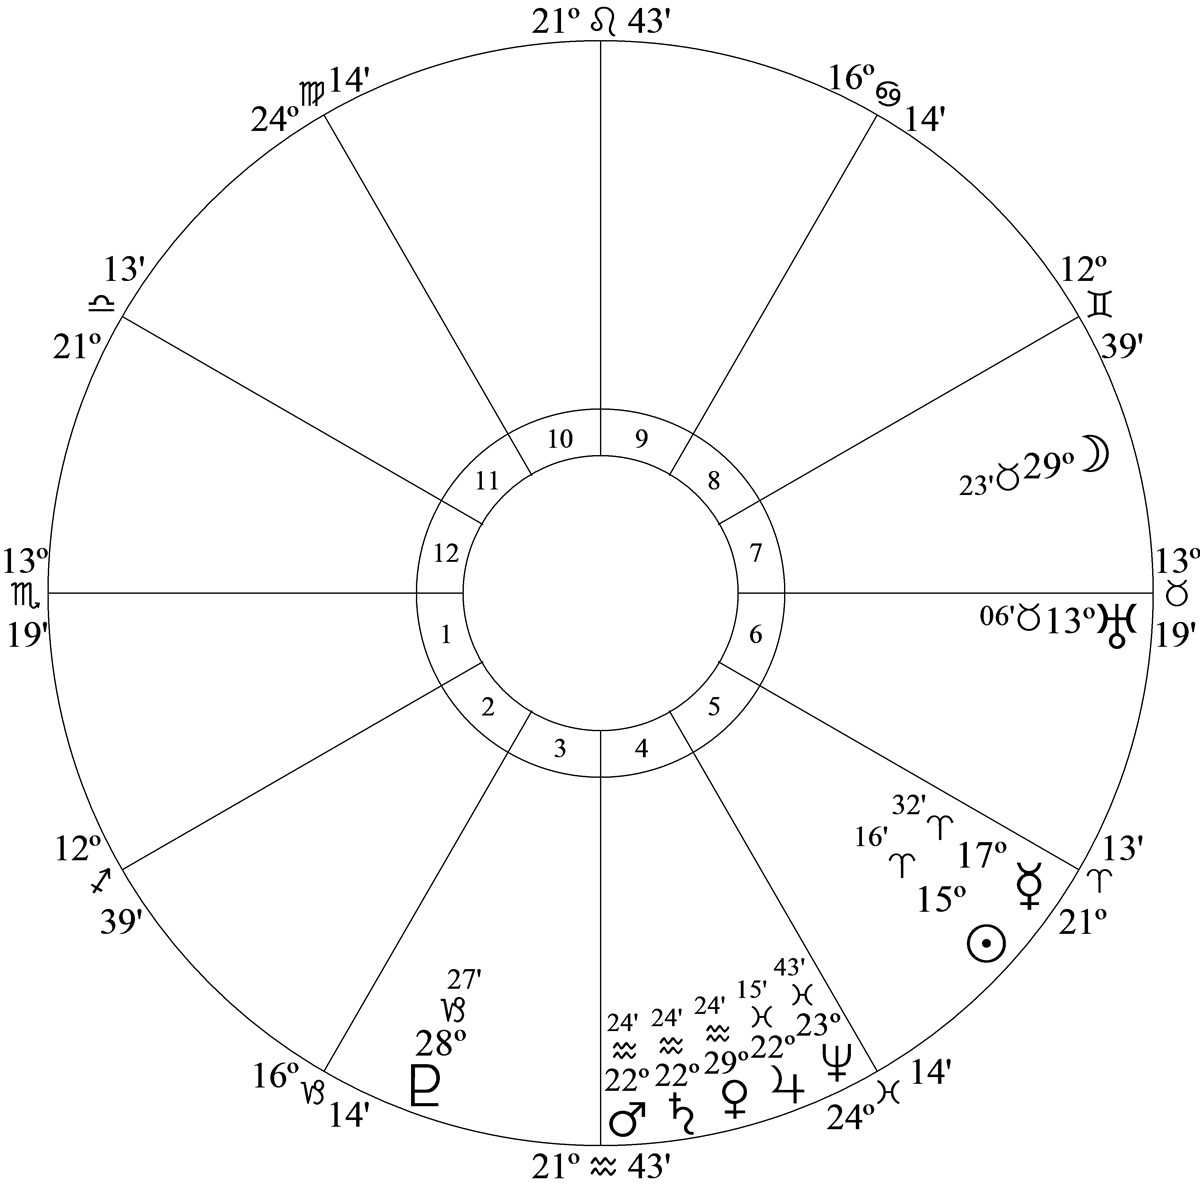 21º ♌ 43'
24º ♍ 14'
16º ♋ 14'
13' ♎ 21º
12º ♊ 39'
10 9
11 8
12 7
23' ♉ 29º ☽
13º ♏ 19'
13º ♉ 19'
06' ♉ 13º ♅
1 6
2 5
3 4
32' ♈ 17º ☿
16' ♈ 15º ☉
12º ♐ 39'
13' ♈ 21º
27' ♑ 28º ♇
24' ♒ 22º ♂
24' ♒ 22º ♄
24' ♒ 29º ♀
15' ♓ 22º ♃
43' ♓ 23º ♆
16º ♑ 14'
24º ♓ 14'
21º ♒ 43'